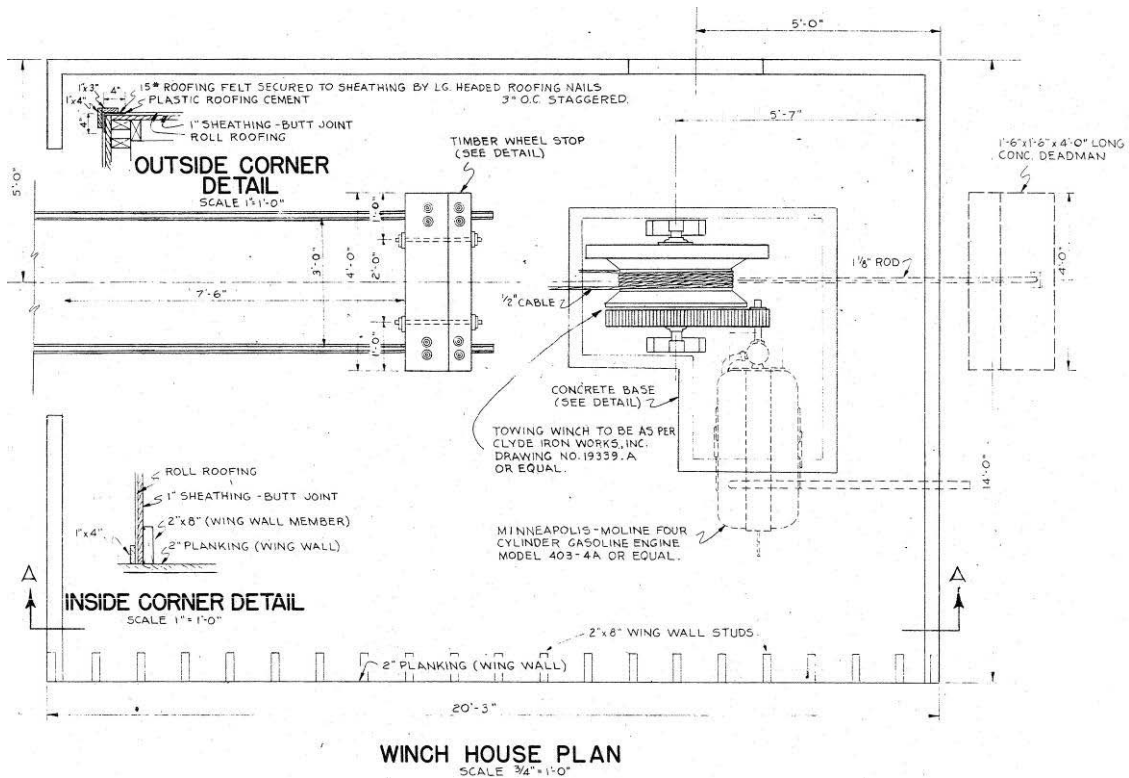 5'-0"
1"x3"
4"
15# ROOFING FELT SECURED TO SHEATHING BY LG. HEADED ROOFING NAILS
3" O.C. STAGGERED.
1"x4"
PLASTIC ROOFING CEMENT
4"
1" SHEATHING - BUTT JOINT
ROLL ROOFING
OUTSIDE CORNER
DETAIL
SCALE 1"=1'-0"
5'-0"
TIMBER WHEEL STOP
(SEE DETAIL)
5'-7"
1'-6"x1'-6"x4'-0" LONG
CONC. DEADMAN
1'-0"
4'-0"
2'-0"
3'-0"
1'-0"
7'-6"
1/2" CABLE
1 1/8" ROD
4'-0"
CONCRETE BASE
(SEE DETAIL)
TOWING WINCH TO BE AS PER
CLYDE IRON WORKS, INC.
DRAWING NO. 19339.A
OR EQUAL.
14'-0"
ROLL ROOFING
1" SHEATHING - BUTT JOINT
2"x8" (WING WALL MEMBER)
1"x4"
2" PLANKING (WING WALL)
MINNEAPOLIS-MOLINE FOUR
CYLINDER GASOLINE ENGINE
MODEL 403-4A OR EQUAL.
A
A
INSIDE CORNER DETAIL
SCALE 1" = 1'-0"
2"x8" WING WALL STUDS
2" PLANKING (WING WALL)
20'-3"
WINCH HOUSE PLAN
SCALE 3/4"=1'-0"